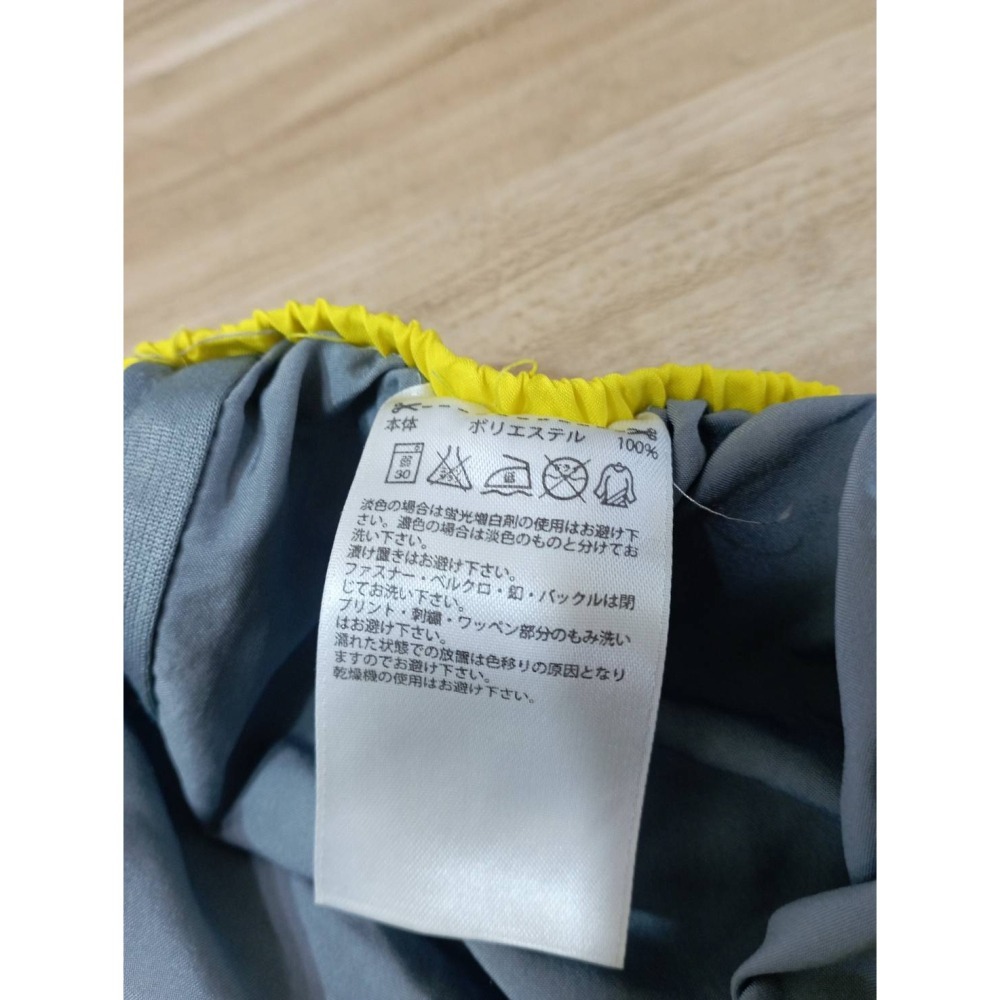 本体 ポリエステル 100%
30
淡色の場合は蛍光増白剤の使用はお避け下
さい。濃色の場合は淡色のものと分けてお
洗い下さい。
漬け置きはお避け下さい。
ファスナー・ベルクロ・釦・バックルは閉
じてお洗い下さい。
プリント・刺繍・ワッペン部分のもみ洗い
はお避け下さい。
濡れた状態での放置は色移りの原因となり
ますのでお避け下さい。
乾燥機の使用はお避け下さい。